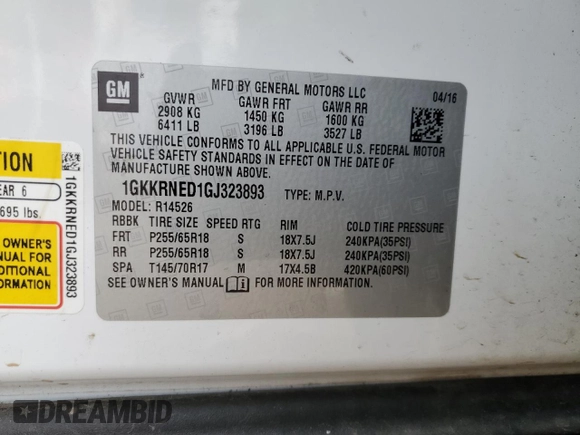 GM
MFD BY GENERAL MOTORS LLC
04/16
GVWR GAWR FRT GAWR RR
2908 KG 1450 KG 1600 KG
6411 LB 3196 LB 3527 LB
THIS VEHICLE CONFORMS TO ALL APPLICABLE U.S. FEDERAL MOTOR
VEHICLE SAFETY STANDARDS IN EFFECT ON THE DATE OF
MANUFACTURE SHOWN ABOVE.
1GKKRNED1GJ323893 TYPE: M.P.V.
MODEL: R14526
RBBK TIRE SIZE SPEED RTG RIM COLD TIRE PRESSURE
FRT P255/65R18 S 18X7.5J 240KPA(35PSI)
RR P255/65R18 S 18X7.5J 240KPA(35PSI)
SPA T145/70R17 M 17X4.5B 420KPA(60PSI)
SEE OWNER'S MANUAL FOR MORE INFORMATION.
TION
EAR 6
695 lbs.
OWNER'S
NUAL FOR
DITIONAL
MATION
1GKKRNED1GJ323893
DREAMBID